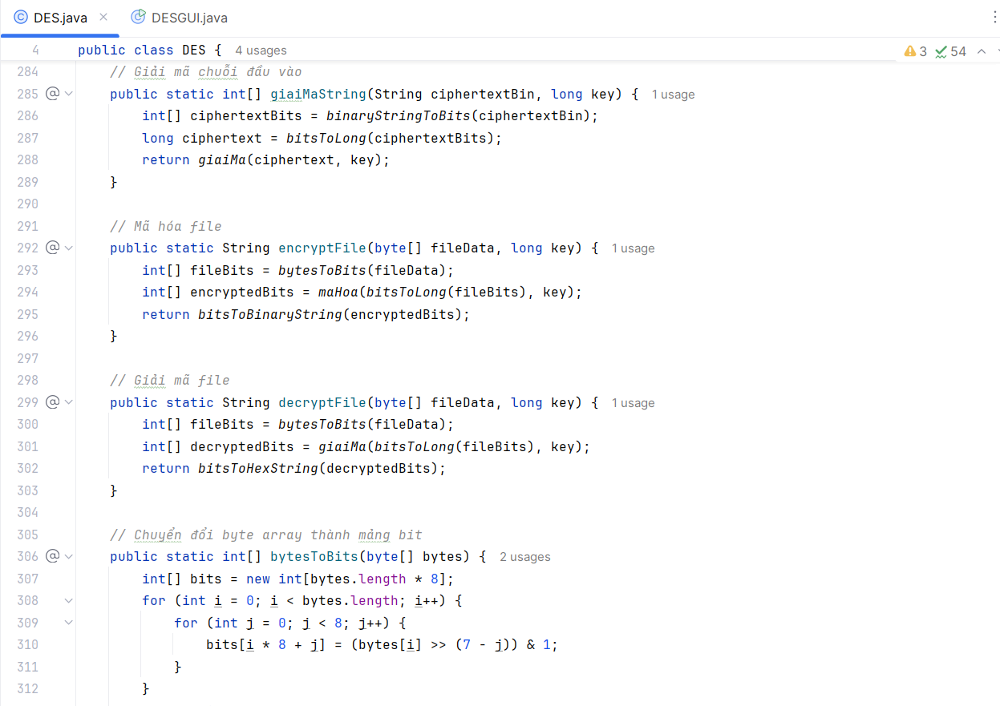 DES.java DESGUI.java
4 public class DES { 4 usages 3 54
284 // Giải mã chuỗi đầu vào
285 @ public static int[] giaiMaString(String ciphertextBin, long key) { 1 usage
286 int[] ciphertextBits = binaryStringToBits(ciphertextBin);
287 long ciphertext = bitsToLong(ciphertextBits);
288 return giaiMa(ciphertext, key);
289 }
290
291 // Mã hóa file
292 @ public static String encryptFile(byte[] fileData, long key) { 1 usage
293 int[] fileBits = bytesToBits(fileData);
294 int[] encryptedBits = maHoa(bitsToLong(fileBits), key);
295 return bitsToBinaryString(encryptedBits);
296 }
297
298 // Giải mã file
299 @ public static String decryptFile(byte[] fileData, long key) { 1 usage
300 int[] fileBits = bytesToBits(fileData);
301 int[] decryptedBits = giaiMa(bitsToLong(fileBits), key);
302 return bitsToHexString(decryptedBits);
303 }
304
305 // Chuyển đổi byte array thành mảng bit
306 @ public static int[] bytesToBits(byte[] bytes) { 2 usages
307 int[] bits = new int[bytes.length * 8];
308 for (int i = 0; i < bytes.length; i++) {
309 for (int j = 0; j < 8; j++) {
310 bits[i * 8 + j] = (bytes[i] >> (7 - j)) & 1;
311 }
312 }